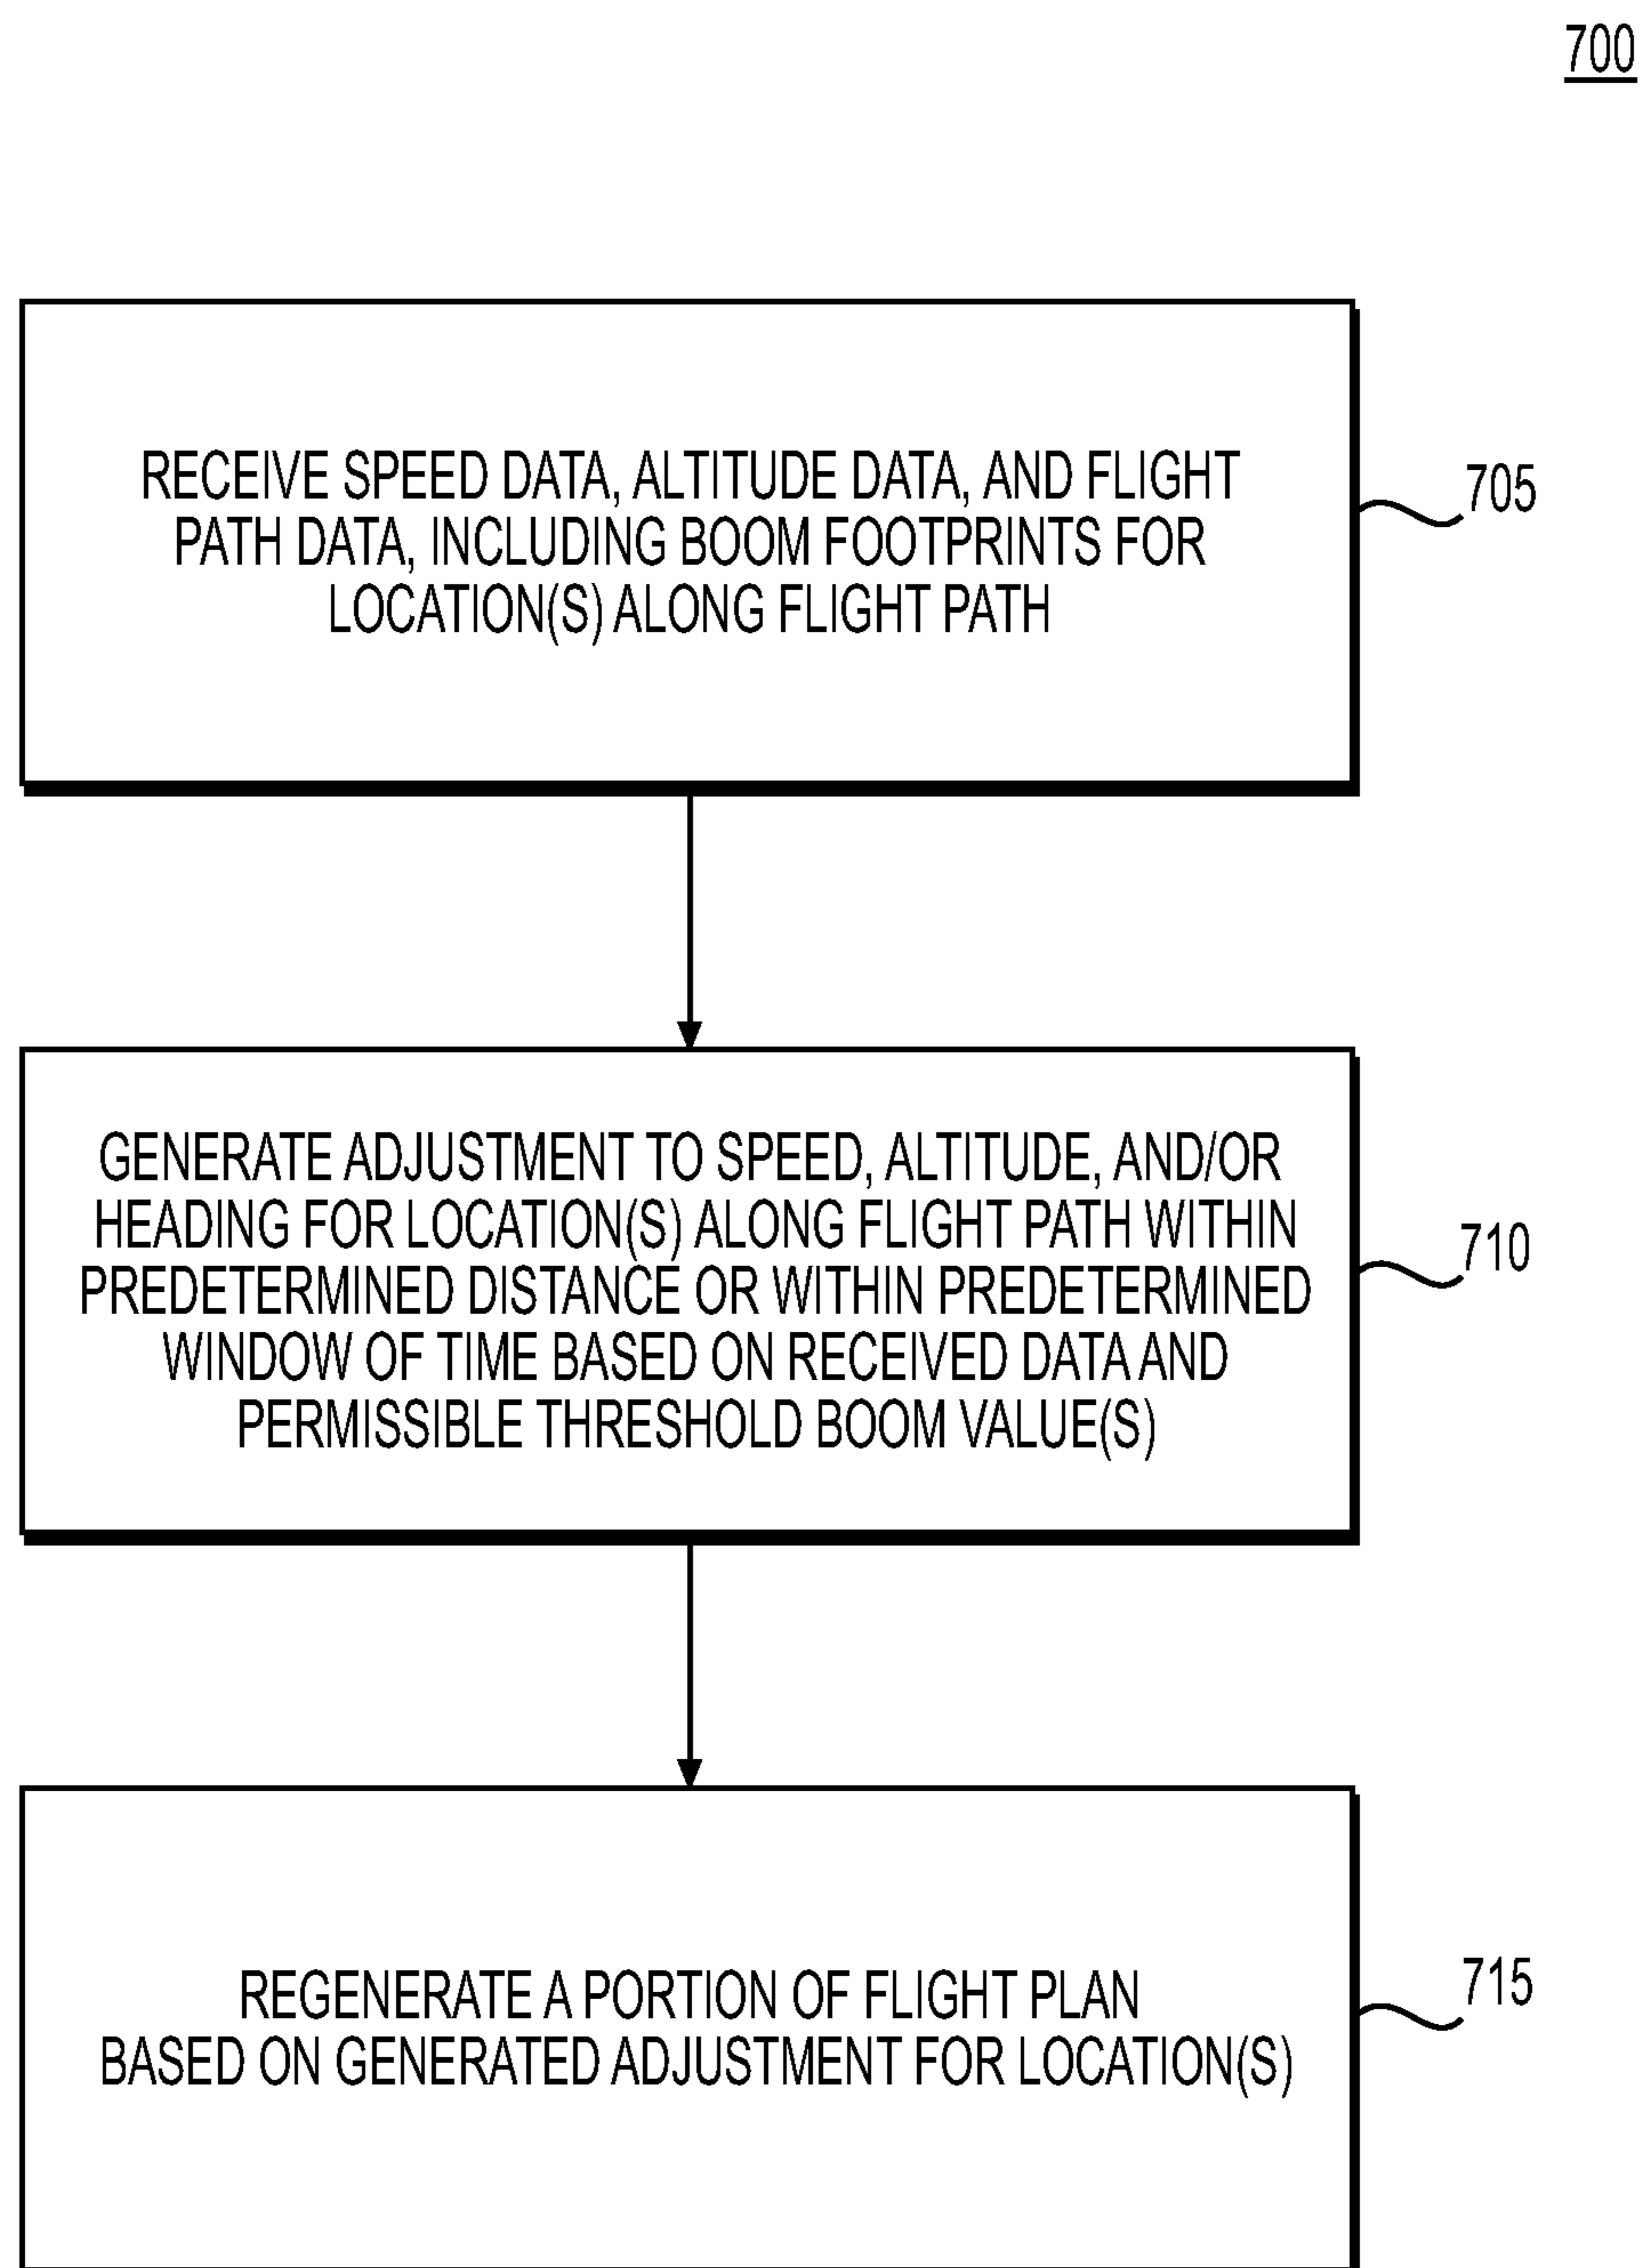 700
RECEIVE SPEED DATA, ALTITUDE DATA, AND FLIGHT
PATH DATA, INCLUDING BOOM FOOTPRINTS FOR
LOCATION(S) ALONG FLIGHT PATH
705
GENERATE ADJUSTMENT TO SPEED, ALTITUDE, AND/OR
HEADING FOR LOCATION(S) ALONG FLIGHT PATH WITHIN
PREDETERMINED DISTANCE OR WITHIN PREDETERMINED
WINDOW OF TIME BASED ON RECEIVED DATA AND
PERMISSIBLE THRESHOLD BOOM VALUE(S)
710
REGENERATE A PORTION OF FLIGHT PLAN
BASED ON GENERATED ADJUSTMENT FOR LOCATION(S)
715